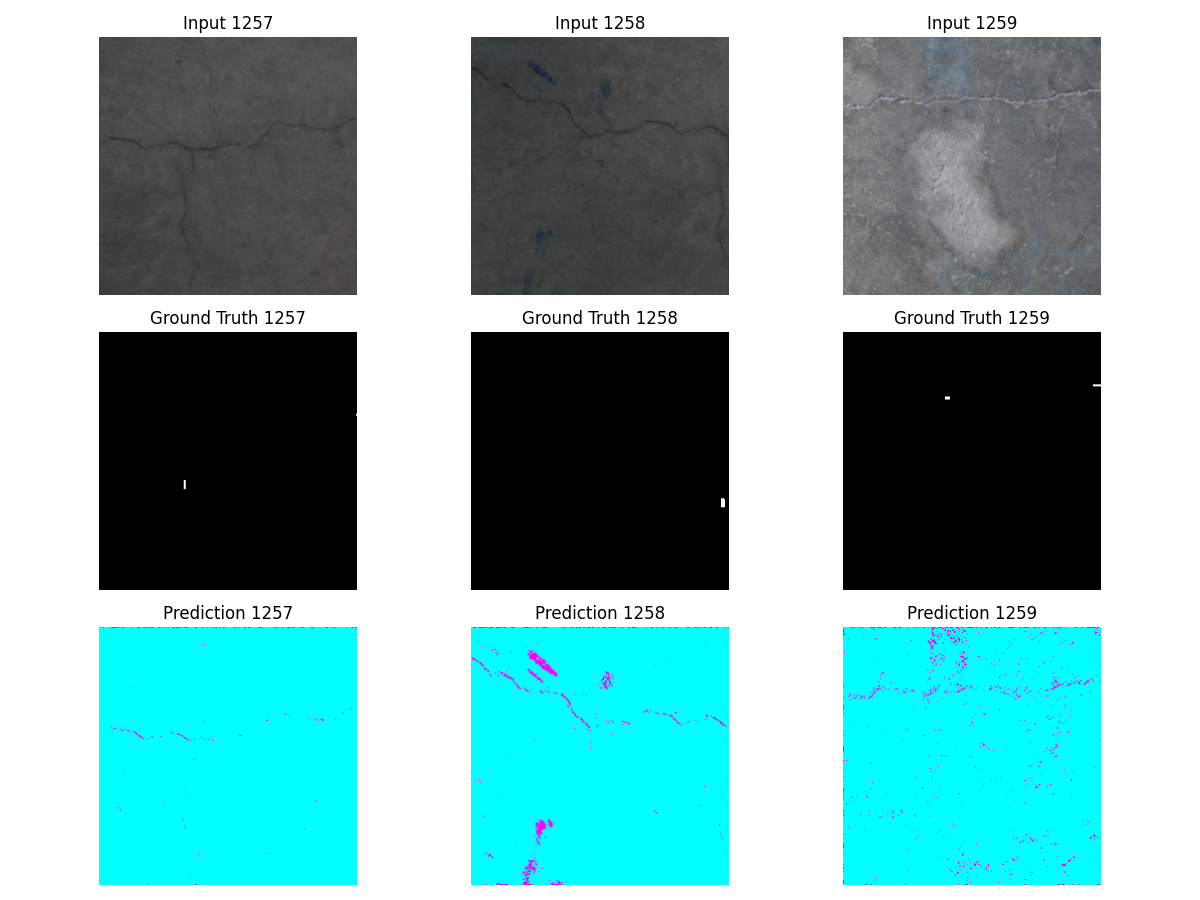 Input 1257
Input 1258
Input 1259
Ground Truth 1257
Ground Truth 1258
Ground Truth 1259
Prediction 1257
Prediction 1258
Prediction 1259